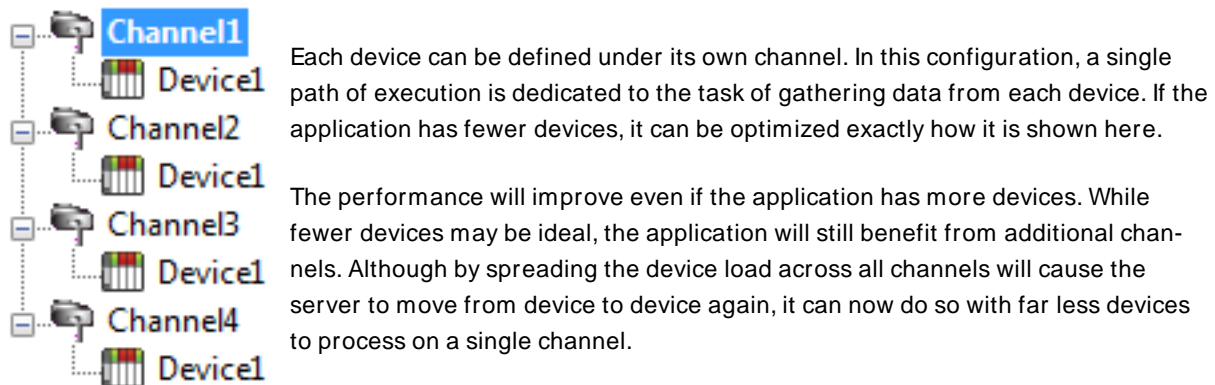 Channel1
Device1
Channel2
Device1
Channel3
Device1
Channel4
Device1
Each device can be defined under its own channel. In this configuration, a single
path of execution is dedicated to the task of gathering data from each device. If the
application has fewer devices, it can be optimized exactly how it is shown here.
The performance will improve even if the application has more devices. While
fewer devices may be ideal, the application will still benefit from additional chan-
nels. Although by spreading the device load across all channels will cause the
server to move from device to device again, it can now do so with far less devices
to process on a single channel.